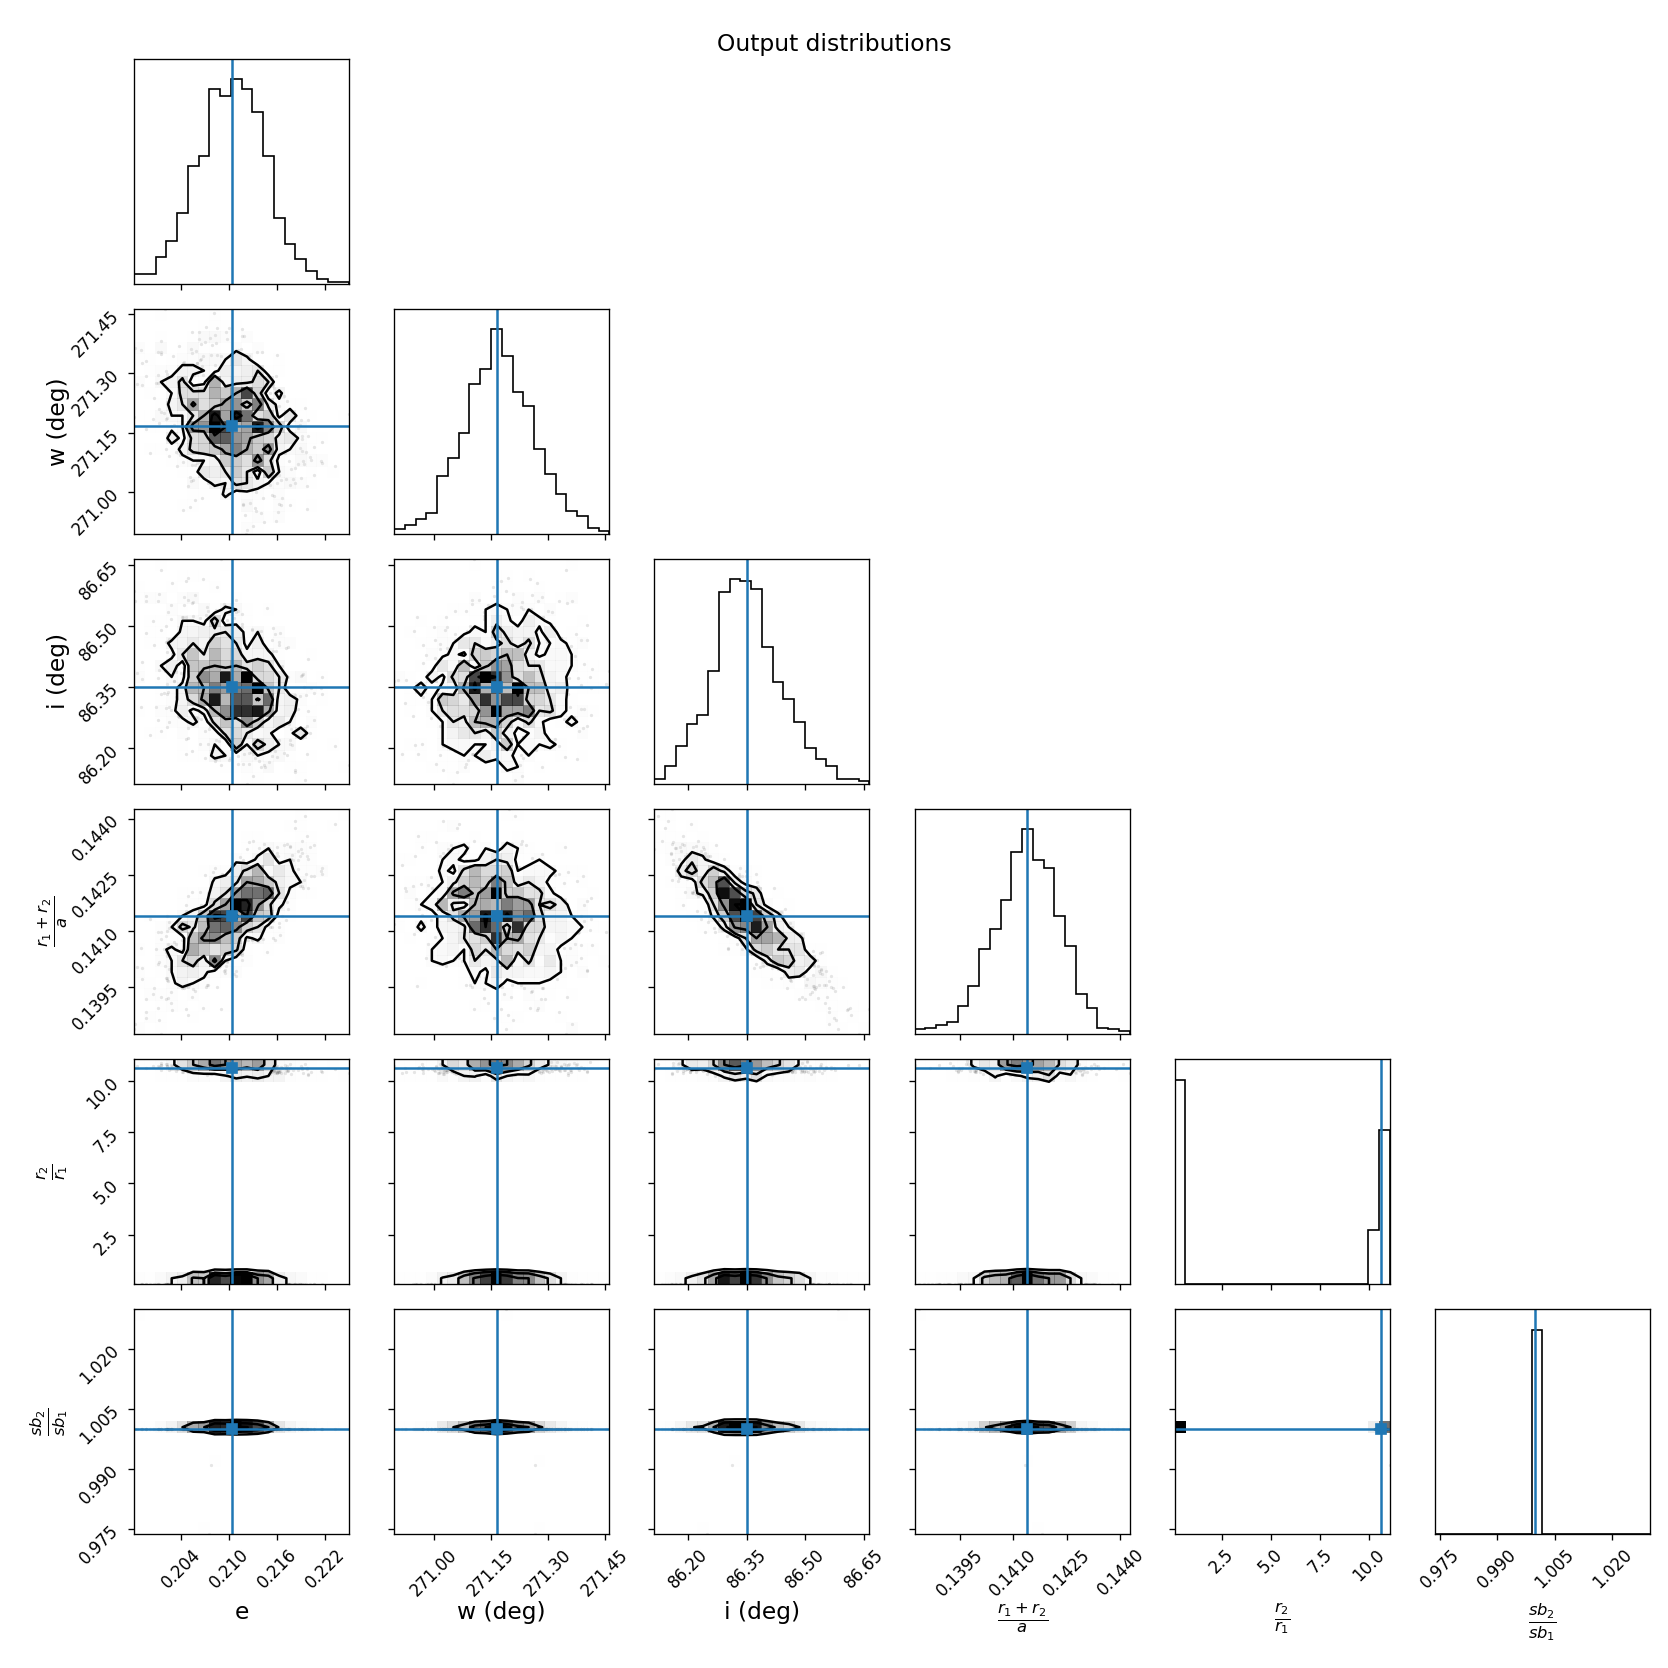 Output distributions
w (deg)
271.45
271.30
271.15
271.00
i (deg)
86.65
86.50
86.35
86.20
r₁ + r₂
a
0.1440
0.1425
0.1410
0.1395
r₂
r₁
10.0
7.5
5.0
2.5
sb₂
sb₁
1.020
1.005
0.990
0.975
0.204 0.210 0.216 0.222 271.00 271.15 271.30 271.45 86.20 86.35 86.50 86.65 0.1395 0.1410 0.1425 0.1440 2.5 5.0 7.5 10.0 0.975 0.990 1.005 1.020
e w (deg) i (deg)
r₁ + r₂
a
r₂
r₁
sb₂
sb₁